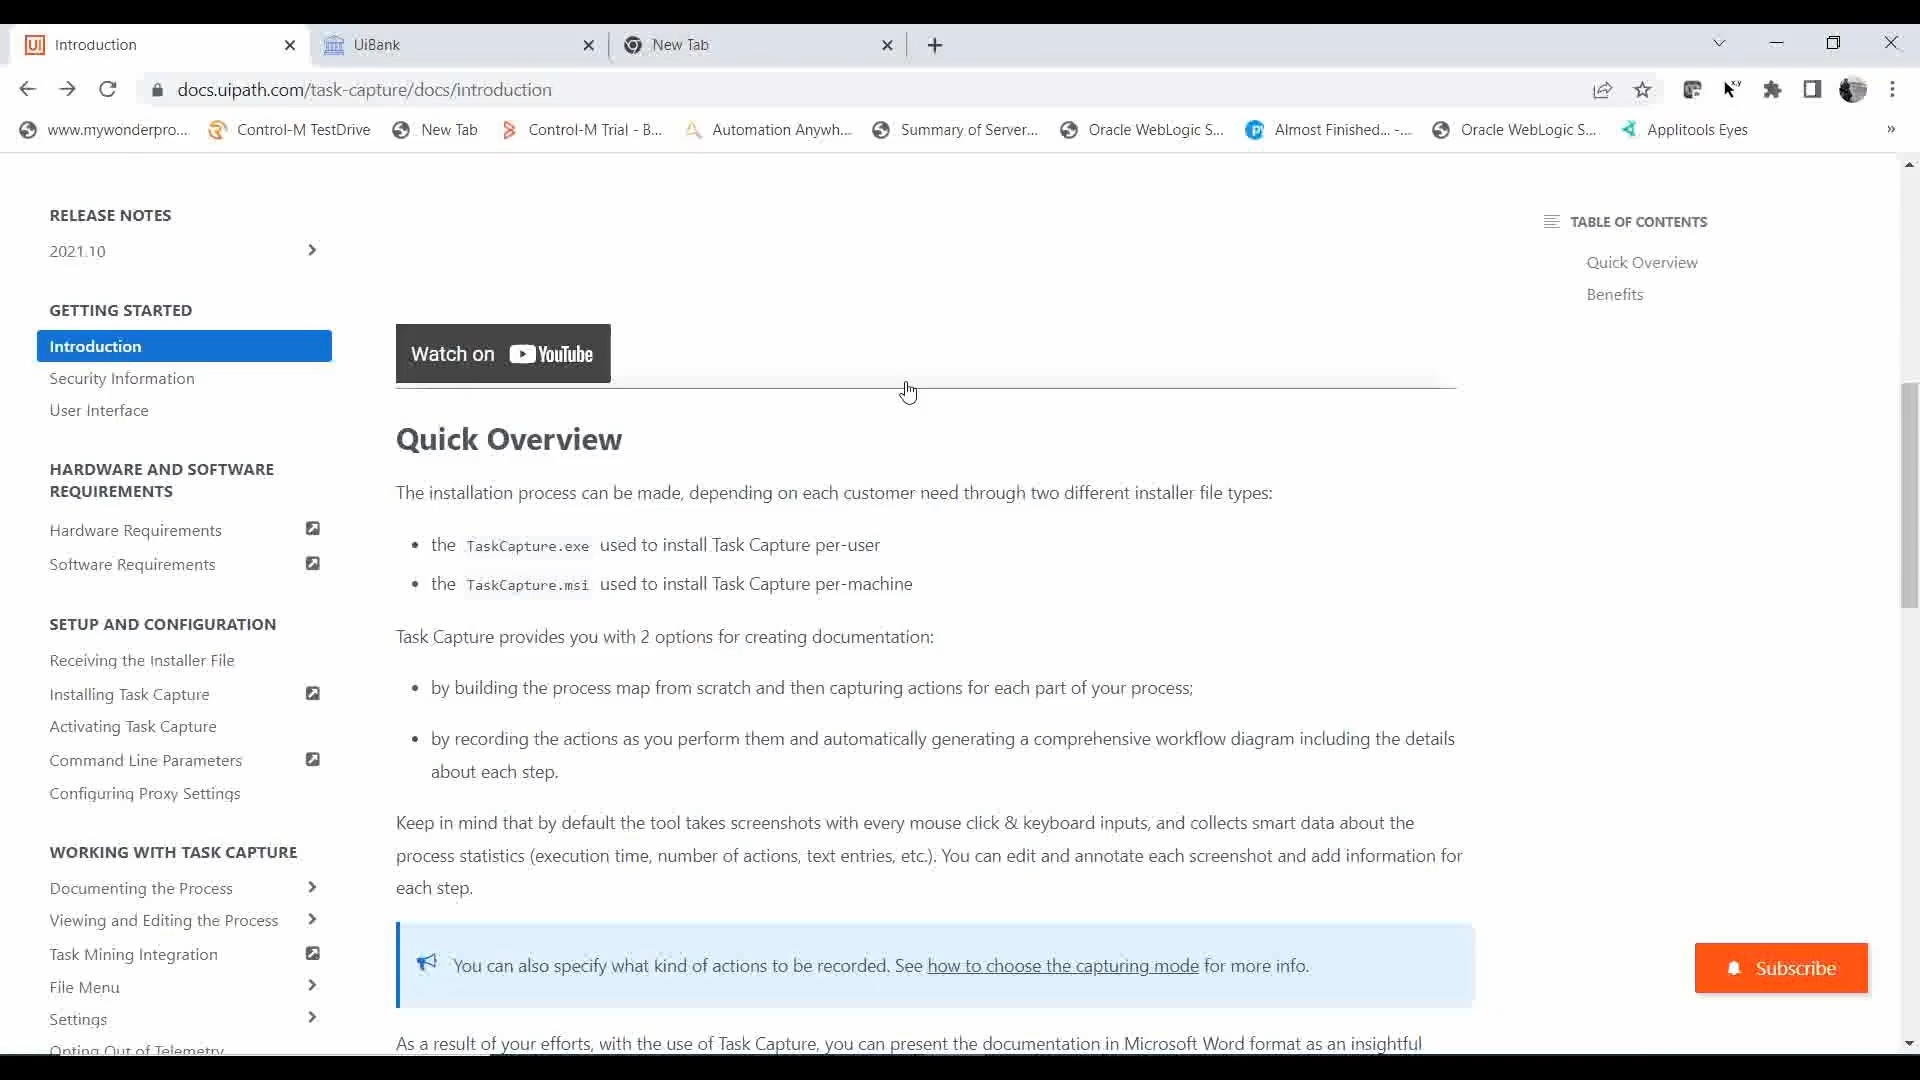 Introduction
UiBank
New Tab
docs.uipath.com/task-capture/docs/introduction
www.mywonderpro...
Control-M TestDrive
New Tab
Control-M Trial - B...
Automation Anywh...
Summary of Server...
Oracle WebLogic S...
Almost Finished... -...
Oracle WebLogic S...
Applitools Eyes
»
RELEASE NOTES
2021.10
GETTING STARTED
Introduction
Security Information
User Interface
HARDWARE AND SOFTWARE
REQUIREMENTS
Hardware Requirements
Software Requirements
SETUP AND CONFIGURATION
Receiving the Installer File
Installing Task Capture
Activating Task Capture
Command Line Parameters
Configuring Proxy Settings
WORKING WITH TASK CAPTURE
Documenting the Process
Viewing and Editing the Process
Task Mining Integration
File Menu
Settings
Opting Out of Telemetry
Watch on YouTube
Quick Overview
The installation process can be made, depending on each customer need through two different installer file types:
• the TaskCapture.exe used to install Task Capture per-user
• the TaskCapture.msi used to install Task Capture per-machine
Task Capture provides you with 2 options for creating documentation:
• by building the process map from scratch and then capturing actions for each part of your process;
• by recording the actions as you perform them and automatically generating a comprehensive workflow diagram including the details
about each step.
Keep in mind that by default the tool takes screenshots with every mouse click & keyboard inputs, and collects smart data about the
process statistics (execution time, number of actions, text entries, etc.). You can edit and annotate each screenshot and add information for
each step.
You can also specify what kind of actions to be recorded. See how to choose the capturing mode for more info.
As a result of your efforts, with the use of Task Capture, you can present the documentation in Microsoft Word format as an insightful
TABLE OF CONTENTS
Quick Overview
Benefits
Subscribe